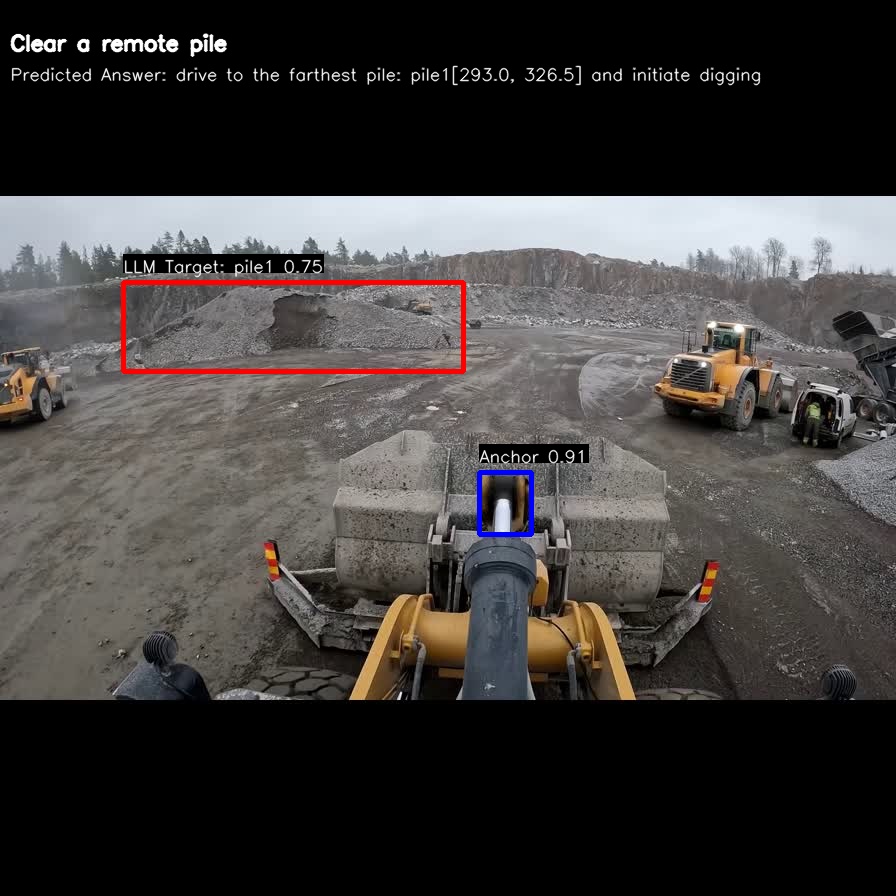 Clear a remote pile
Predicted Answer: drive to the farthest pile: pile1[293.0, 326.5] and initiate digging
LLM Target: pile1 0.75
Anchor 0.91